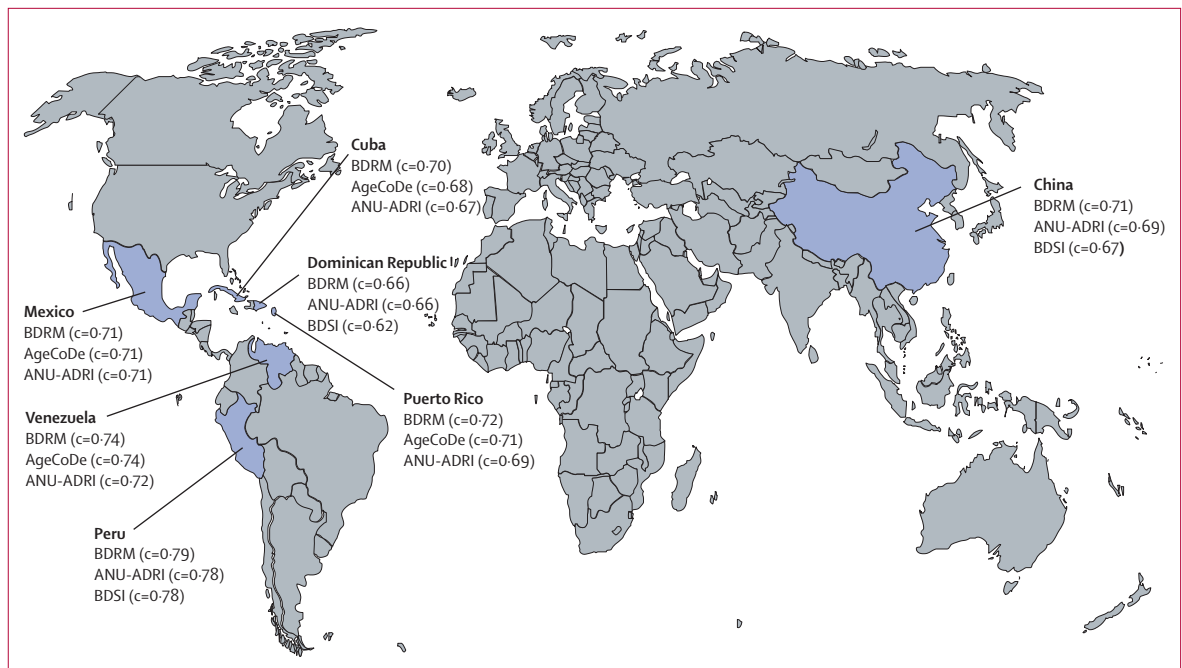 Cuba
BDRM (c=0·70)
AgeCoDe (c=0·68)
ANU-ADRI (c=0·67)
China
BDRM (c=0·71)
ANU-ADRI (c=0·69)
BDSI (c=0·67)
Dominican Republic
BDRM (c=0·66)
ANU-ADRI (c=0·66)
BDSI (c=0·62)
Mexico
BDRM (c=0·71)
AgeCoDe (c=0·71)
ANU-ADRI (c=0·71)
Puerto Rico
BDRM (c=0·72)
AgeCoDe (c=0·71)
ANU-ADRI (c=0·69)
Venezuela
BDRM (c=0·74)
AgeCoDe (c=0·74)
ANU-ADRI (c=0·72)
Peru
BDRM (c=0·79)
ANU-ADRI (c=0·78)
BDSI (c=0·78)